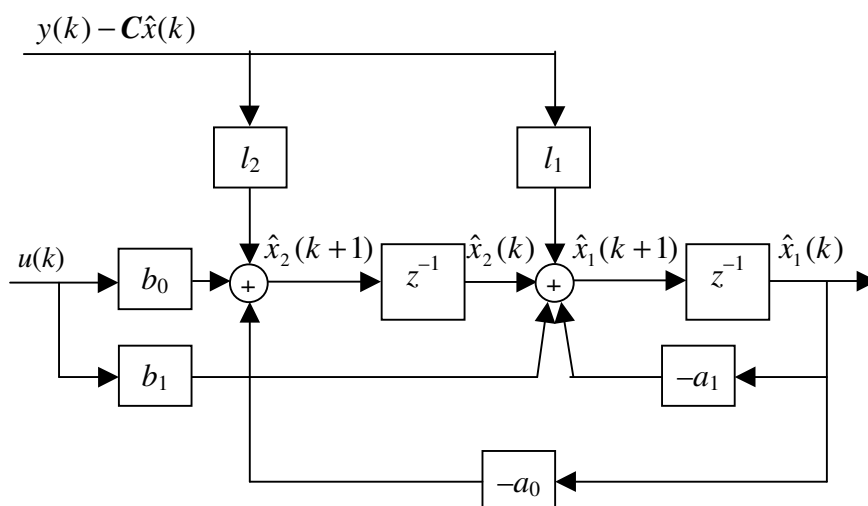 y(k) − Cx̂(k)
l₂
l₁
u(k)
b₀
+
x̂₂(k+1)
z⁻¹
x̂₂(k)
+
x̂₁(k+1)
z⁻¹
x̂₁(k)
b₁
−a₁
−a₀